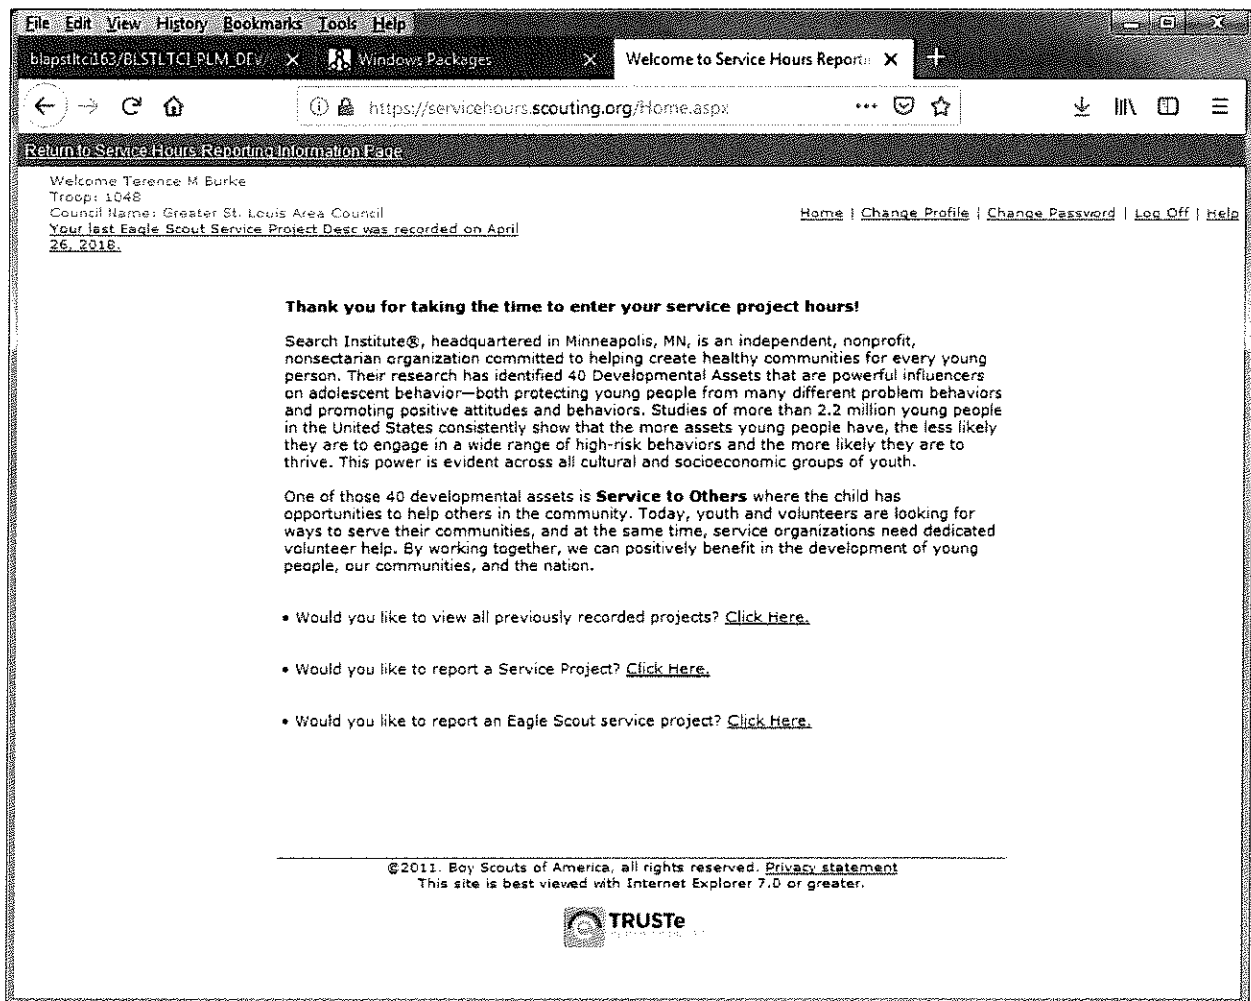 File Edit View History Bookmarks Tools Help
Windows Packages Welcome to Service Hours Reporti
https://servicehours.scouting.org/Home.aspx
Return to Service Hours Reporting Information Page
Welcome Terence M Burke
Troop: 1048
Council Name: Greater St. Louis Area Council
Home | Change Profile | Change Password | Log Off | Help
Your last Eagle Scout Service Project Desc was recorded on April
26, 2018.
Thank you for taking the time to enter your service project hours!
Search Institute®, headquartered in Minneapolis, MN, is an independent, nonprofit,
nonsectarian organization committed to helping create healthy communities for every young
person. Their research has identified 40 Developmental Assets that are powerful influencers
on adolescent behavior—both protecting young people from many different problem behaviors
and promoting positive attitudes and behaviors. Studies of more than 2.2 million young people
in the United States consistently show that the more assets young people have, the less likely
they are to engage in a wide range of high-risk behaviors and the more likely they are to
thrive. This power is evident across all cultural and socioeconomic groups of youth.
One of those 40 developmental assets is Service to Others where the child has
opportunities to help others in the community. Today, youth and volunteers are looking for
ways to serve their communities, and at the same time, service organizations need dedicated
volunteer help. By working together, we can positively benefit in the development of young
people, our communities, and the nation.
• Would you like to view all previously recorded projects? Click Here.
• Would you like to report a Service Project? Click Here.
• Would you like to report an Eagle Scout service project? Click Here.
©2011. Boy Scouts of America, all rights reserved. Privacy statement
This site is best viewed with Internet Explorer 7.0 or greater.
TRUSTe